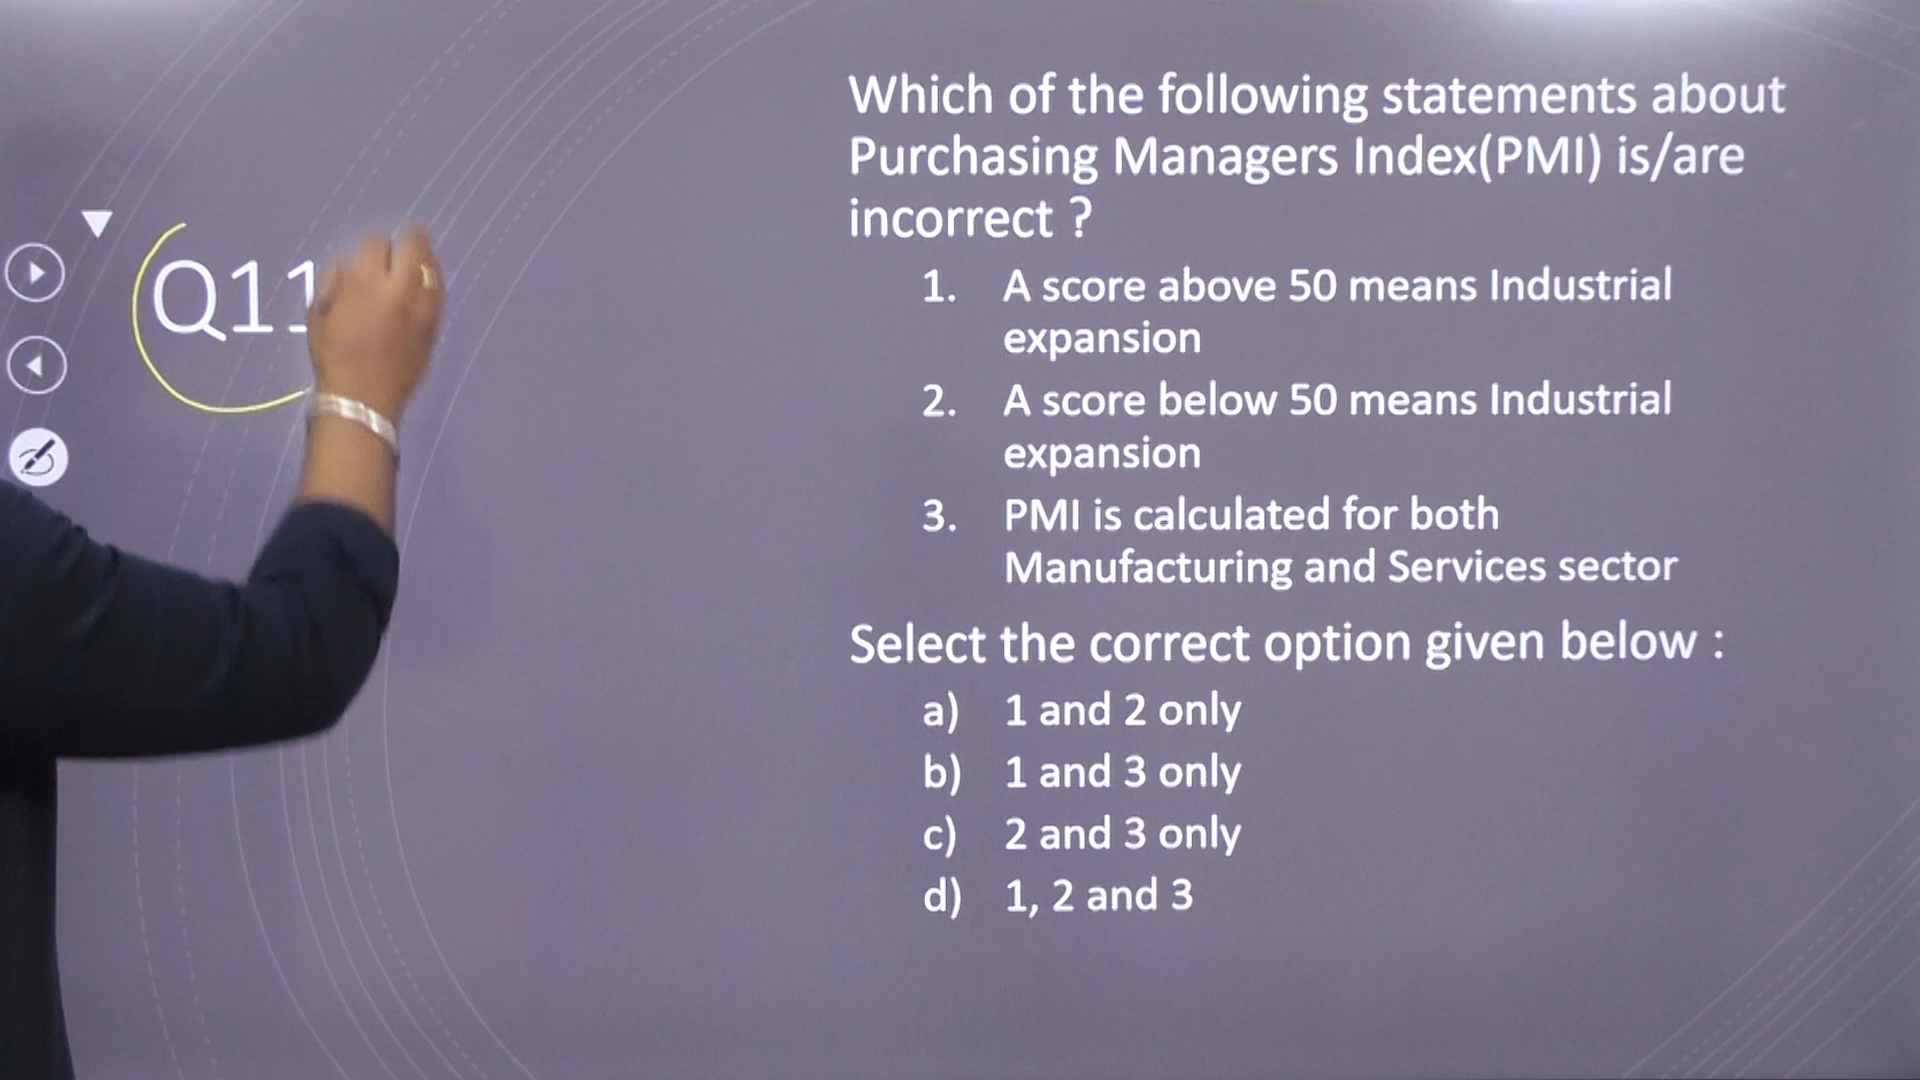 Q11
Which of the following statements about
Purchasing Managers Index(PMI) is/are
incorrect ?
1. A score above 50 means Industrial
expansion
2. A score below 50 means Industrial
expansion
3. PMI is calculated for both
Manufacturing and Services sector
Select the correct option given below :
a) 1 and 2 only
b) 1 and 3 only
c) 2 and 3 only
d) 1, 2 and 3